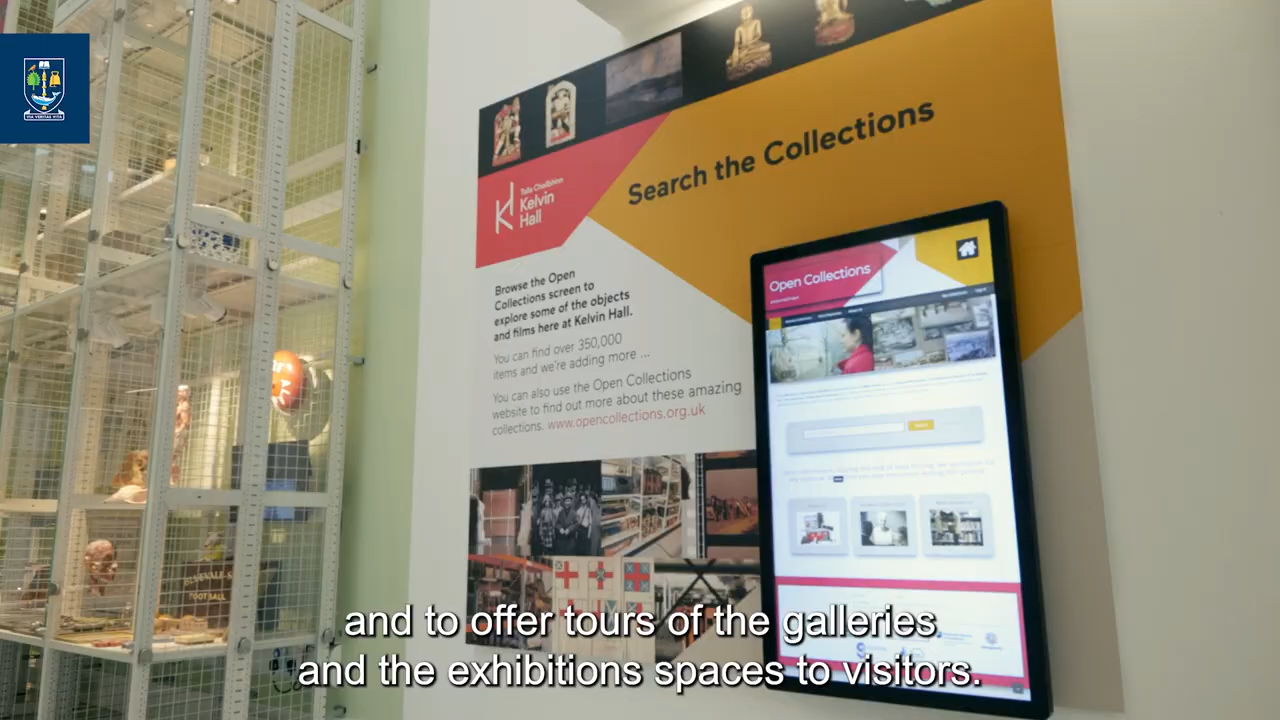 VIA VERITAS VITA
Search the Collections
Talla Cheilbhinn
Kelvin
Hall
Browse the Open
Collections screen to
explore some of the objects
and films here at Kelvin Hall.
You can find over 350,000
items and we're adding more ...
You can also use the Open Collections
website to find out more about these amazing
collections. www.opencollections.org.uk
Open Collections
FOOTBALL
and to offer tours of the galleries
and the exhibitions spaces to visitors.